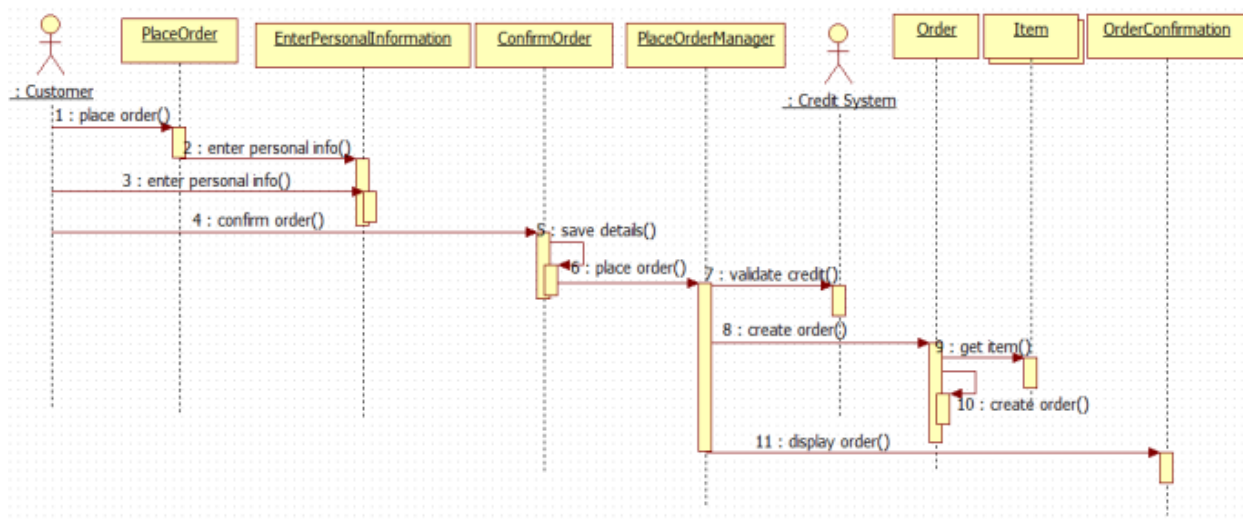 PlaceOrder
EnterPersonalInformation
ConfirmOrder
PlaceOrderManager
Order
Item
OrderConfirmation
: Customer
: Credit System
1 : place order()
2 : enter personal info()
3 : enter personal info()
4 : confirm order()
5 : save details()
6 : place order()
7 : validate credit()
8 : create order()
9 : get item()
10 : create order()
11 : display order()